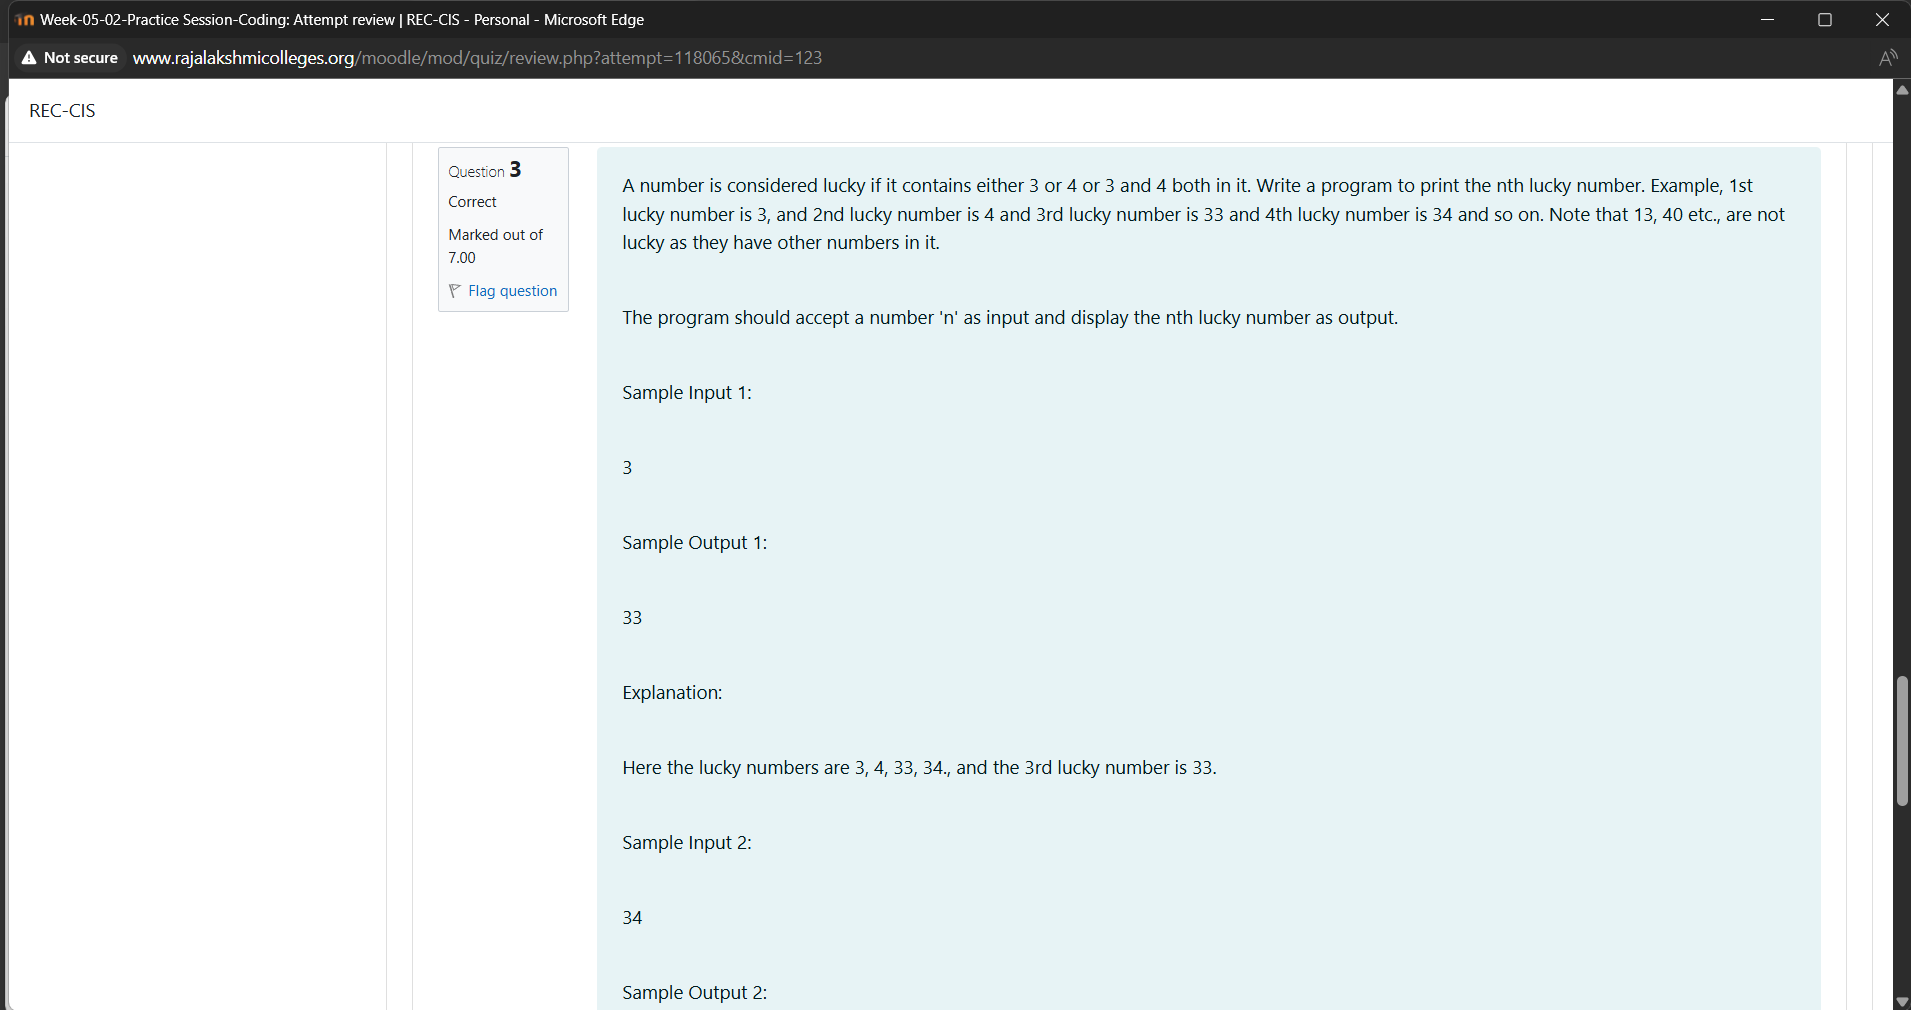 Week-05-02-Practice Session-Coding: Attempt review | REC-CIS - Personal - Microsoft Edge
Not secure www.rajalakshmicolleges.org/moodle/mod/quiz/review.php?attempt=118065&cmid=123
REC-CIS
Question 3
Correct
Marked out of
7.00
Flag question
A number is considered lucky if it contains either 3 or 4 or 3 and 4 both in it. Write a program to print the nth lucky number. Example, 1st
lucky number is 3, and 2nd lucky number is 4 and 3rd lucky number is 33 and 4th lucky number is 34 and so on. Note that 13, 40 etc., are not
lucky as they have other numbers in it.
The program should accept a number 'n' as input and display the nth lucky number as output.
Sample Input 1:
3
Sample Output 1:
33
Explanation:
Here the lucky numbers are 3, 4, 33, 34., and the 3rd lucky number is 33.
Sample Input 2:
34
Sample Output 2: